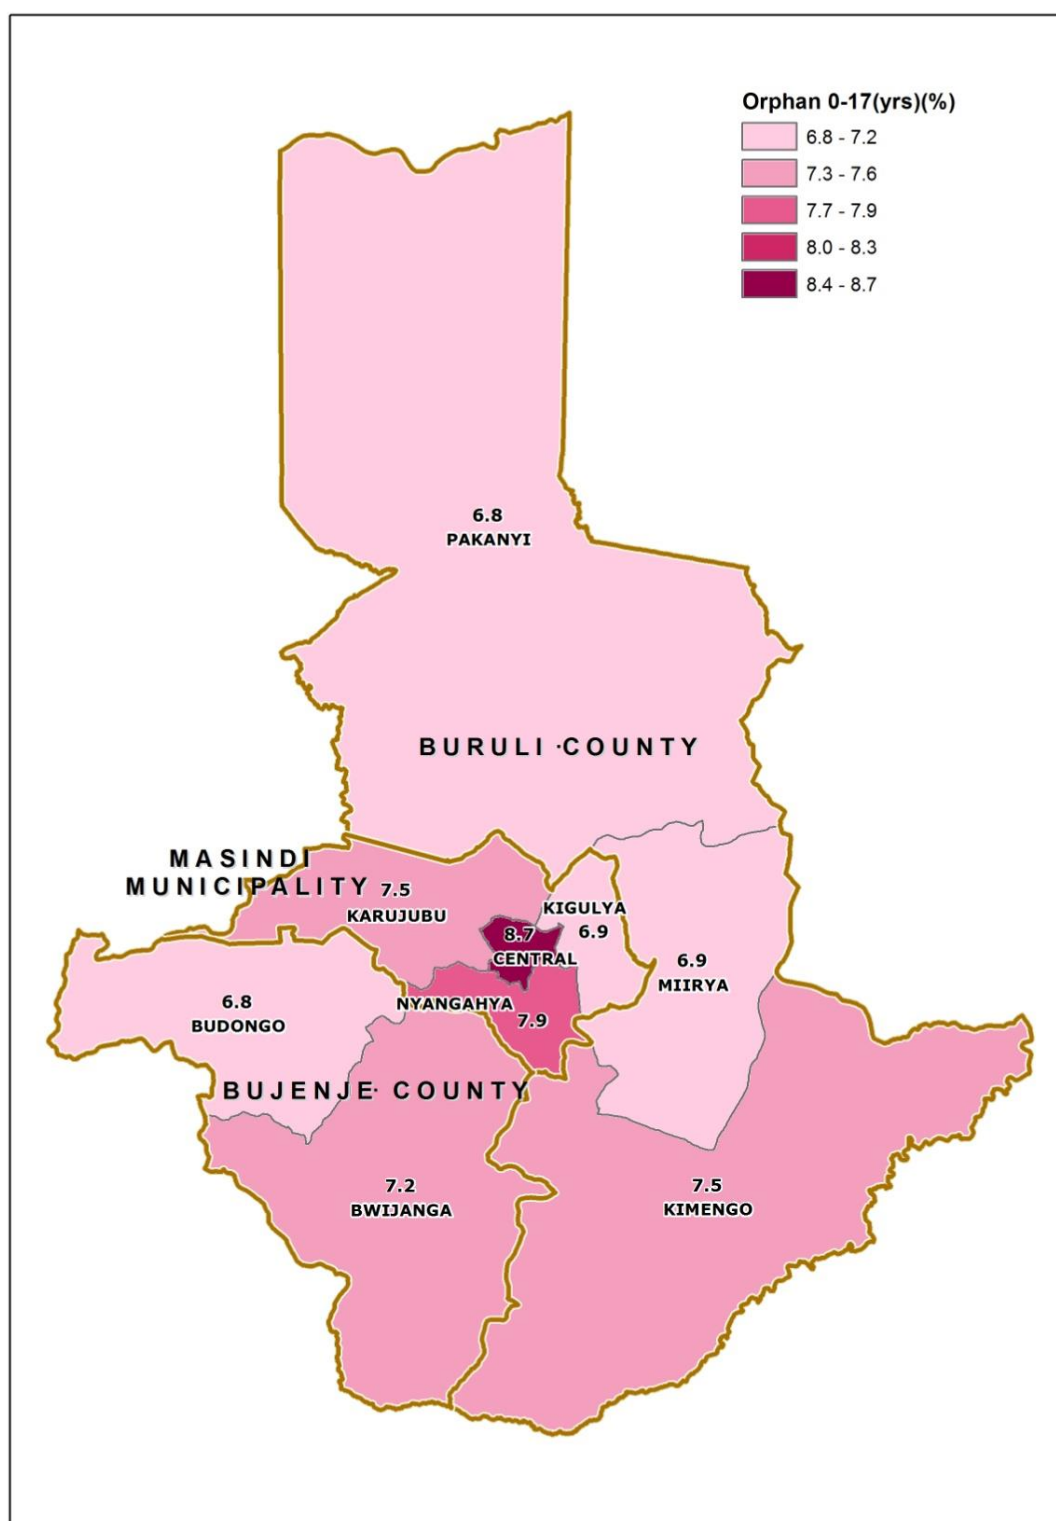 Orphan 0-17(yrs)(%)
6.8 - 7.2
7.3 - 7.6
7.7 - 7.9
8.0 - 8.3
8.4 - 8.7
6.8
PAKANYI
BURULI COUNTY
MASINDI
MUNICIPALITY
7.5
KARUJUBU
KIGULYA
6.9
8.7
CENTRAL
6.9
MIIRYA
6.8
BUDONGO
NYANGAHYA
7.9
BUJENJE COUNTY
7.2
BWIJANGA
7.5
KIMENGO